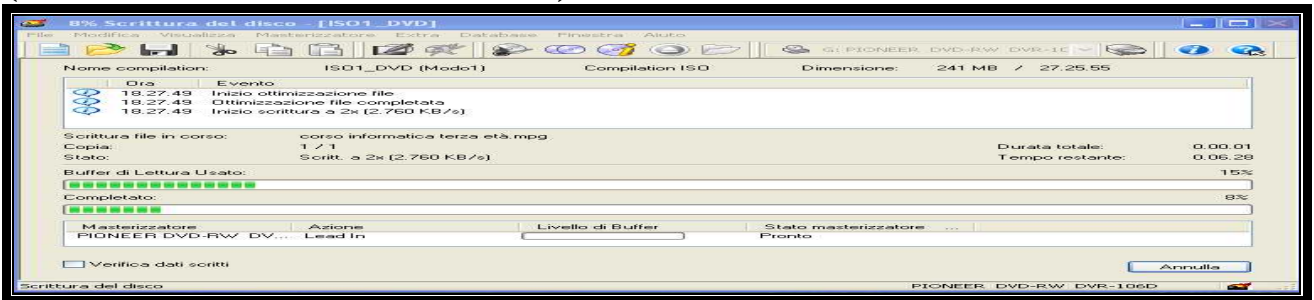 8% Scrittura del disco - [ISO1_DVD]
File Modifica Visualizza Masterizzatore Extra Database Finestra Aiuto
G: PIONEER DVD-RW DVR-1
Nome compilation: ISO1_DVD (Modo1) Compilation ISO Dimensione: 241 MB / 27.25.55
Ora Evento
18.27.49 Inizio ottimizzazione file
18.27.49 Ottimizzazione file completata
18.27.49 Inizio scrittura a 2x (2.760 KB/s)
Scrittura file in corso: corso informatica terza età.mpg
Copia: 1 / 1 Durata totale: 0.00.01
Stato: Scritt. a 2x (2.760 KB/s) Tempo restante: 0.06.28
Buffer di Lettura Usato: 15%
Completato: 8%
Masterizzatore Azione Livello di Buffer Stato masterizzatore ...
PIONEER DVD-RW DV... Lead In Pronto
Verifica dati scritti Annulla
Scrittura del disco PIONEER DVD-RW DVR-106D